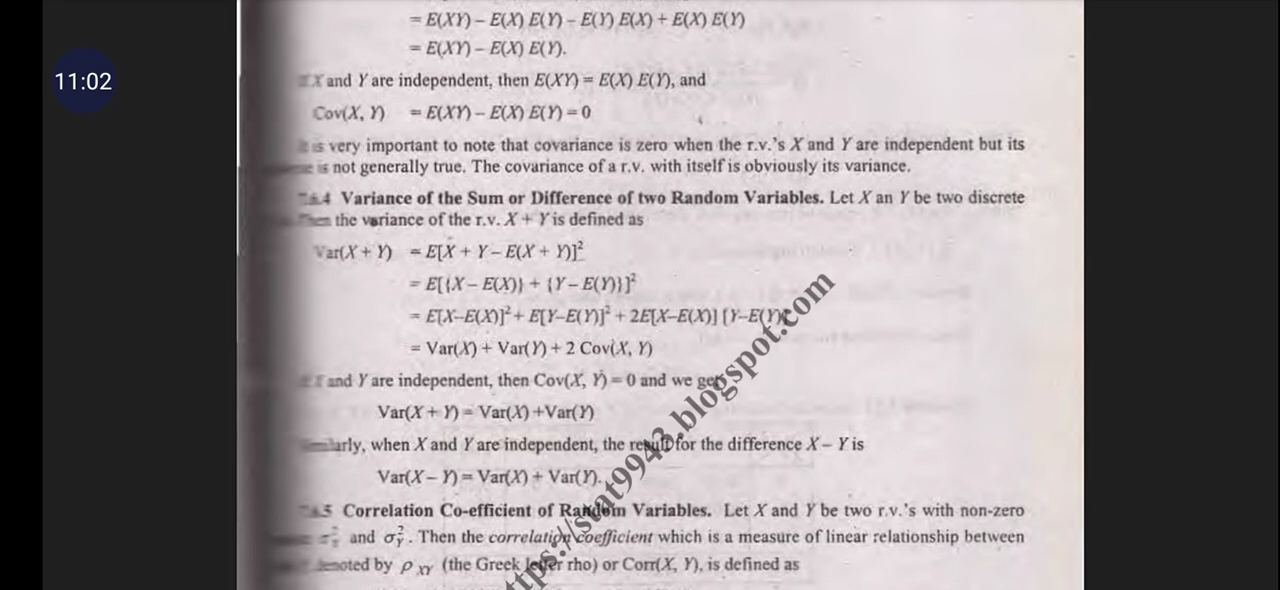 = E(XY) – E(X) E(Y) – E(Y) E(X) + E(X) E(Y)
= E(XY) – E(X) E(Y).
11:02
X and Y are independent, then E(XY) = E(X) E(Y), and
Cov(X, Y) = E(XY) – E(X) E(Y) = 0
is very important to note that covariance is zero when the r.v.'s X and Y are independent but its
is not generally true. The covariance of a r.v. with itself is obviously its variance.
Variance of the Sum or Difference of two Random Variables. Let X an Y be two discrete
the variance of the r.v. X + Y is defined as
Var(X + Y) = E[X + Y – E(X + Y)]²
= E[{X – E(X)} + {Y – E(Y)}]²
= E[X–E(X)]² + E[Y–E(Y)]² + 2E[X–E(X)] [Y–E(Y)]
= Var(X) + Var(Y) + 2 Cov(X, Y)
and Y are independent, then Cov(X, Y) = 0 and we get
Var(X + Y) = Var(X) +Var(Y)
when X and Y are independent, the result for the difference X – Y is
Var(X – Y) = Var(X) + Var(Y).
Correlation Co-efficient of Random Variables. Let X and Y be two r.v.'s with non-zero
and σ²_Y. Then the correlation coefficient which is a measure of linear relationship between
denoted by ρ_XY (the Greek letter rho) or Corr(X, Y), is defined as
ttps://stat9943.blogspot.com